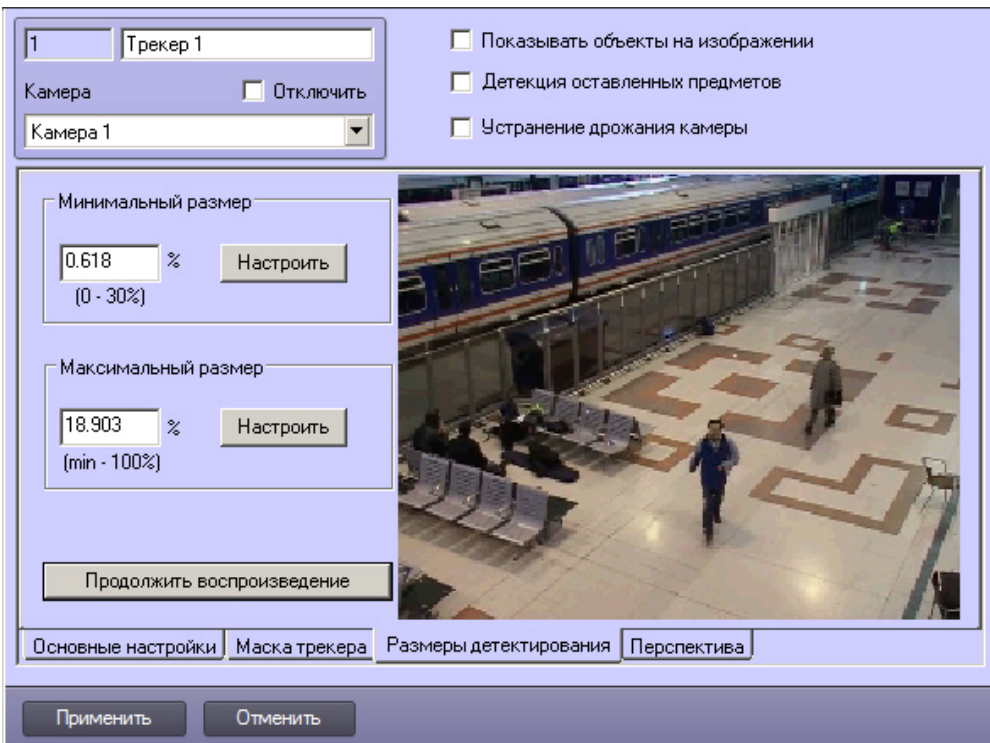 1
Трекер 1
Камера
Отключить
Камера 1
Показывать объекты на изображении
Детекция оставленных предметов
Устранение дрожания камеры
Минимальный размер
0.618 %
Настроить
(0 - 30%)
Максимальный размер
18.903 %
Настроить
(min - 100%)
Продолжить воспроизведение
Основные настройки
Маска трекера
Размеры детектирования
Перспектива
Применить
Отменить